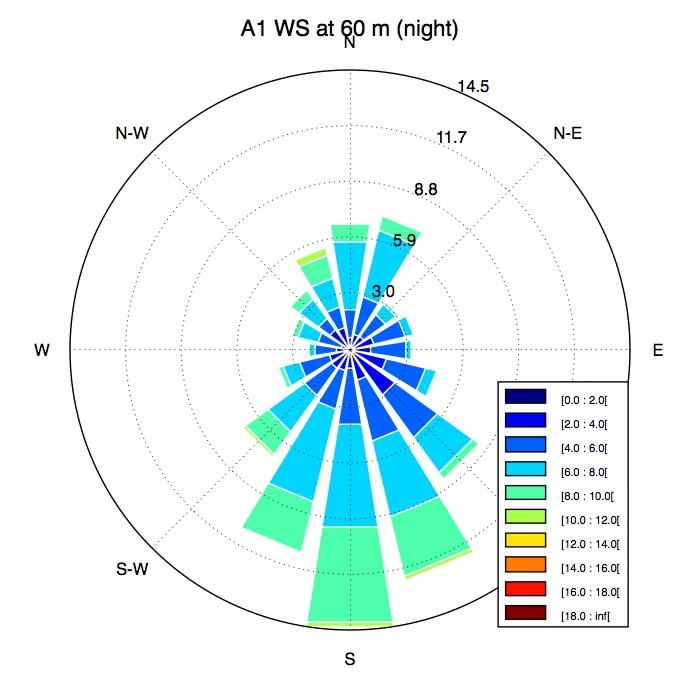 A1 WS at 60 m (night)
N
14.5
N-W
N-E
11.7
8.8
5.9
3.0
W
E
[0.0 : 2.0[
[2.0 : 4.0[
[4.0 : 6.0[
[6.0 : 8.0[
[8.0 : 10.0[
[10.0 : 12.0[
[12.0 : 14.0[
[14.0 : 16.0[
[16.0 : 18.0[
[18.0 : inf[
S-W
S